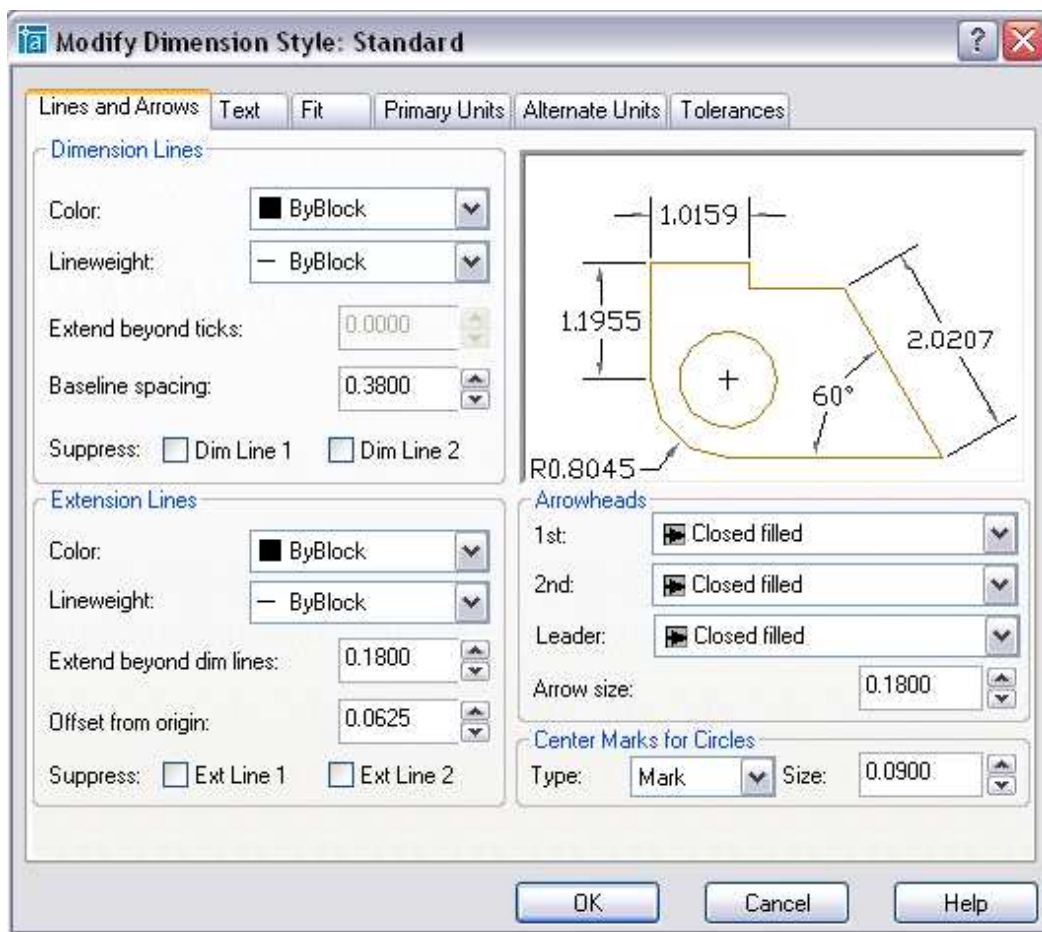 Modify Dimension Style: Standard
Lines and Arrows Text Fit Primary Units Alternate Units Tolerances
Dimension Lines
Color: ByBlock
Lineweight: ByBlock
Extend beyond ticks: 0.0000
Baseline spacing: 0.3800
Suppress: Dim Line 1 Dim Line 2
Extension Lines
Color: ByBlock
Lineweight: ByBlock
Extend beyond dim lines: 0.1800
Offset from origin: 0.0625
Suppress: Ext Line 1 Ext Line 2
1.0159
1.1955
2.0207
60°
R0.8045
Arrowheads
1st: Closed filled
2nd: Closed filled
Leader: Closed filled
Arrow size: 0.1800
Center Marks for Circles
Type: Mark Size: 0.0900
OK Cancel Help